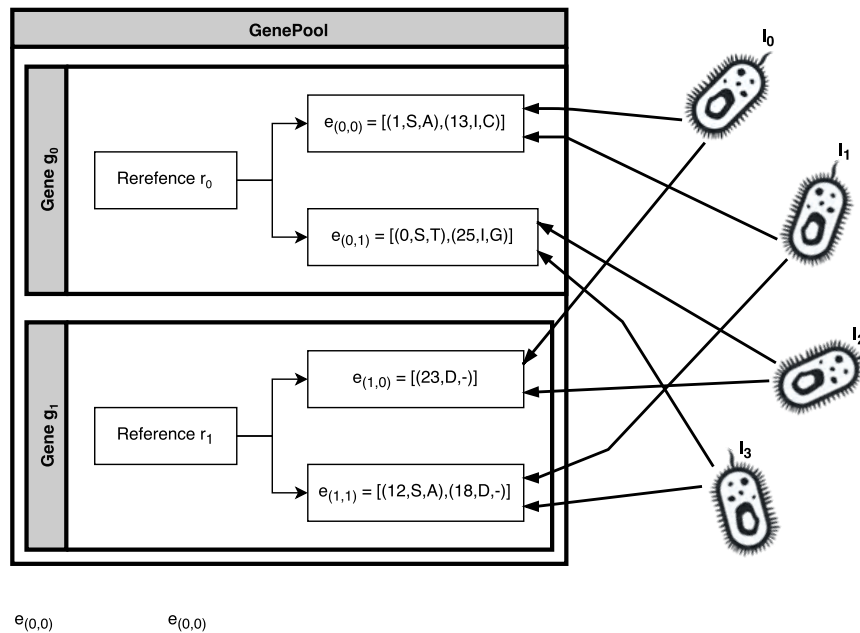 GenePool
I0
Gene g0
e(0,0) = [(1,S,A),(13,I,C)]
Rerefence r0
e(0,1) = [(0,S,T),(25,I,G)]
I1
Gene g1
e(1,0) = [(23,D,-)]
I2
Reference r1
e(1,1) = [(12,S,A),(18,D,-)]
I3
e(0,0) e(0,0)